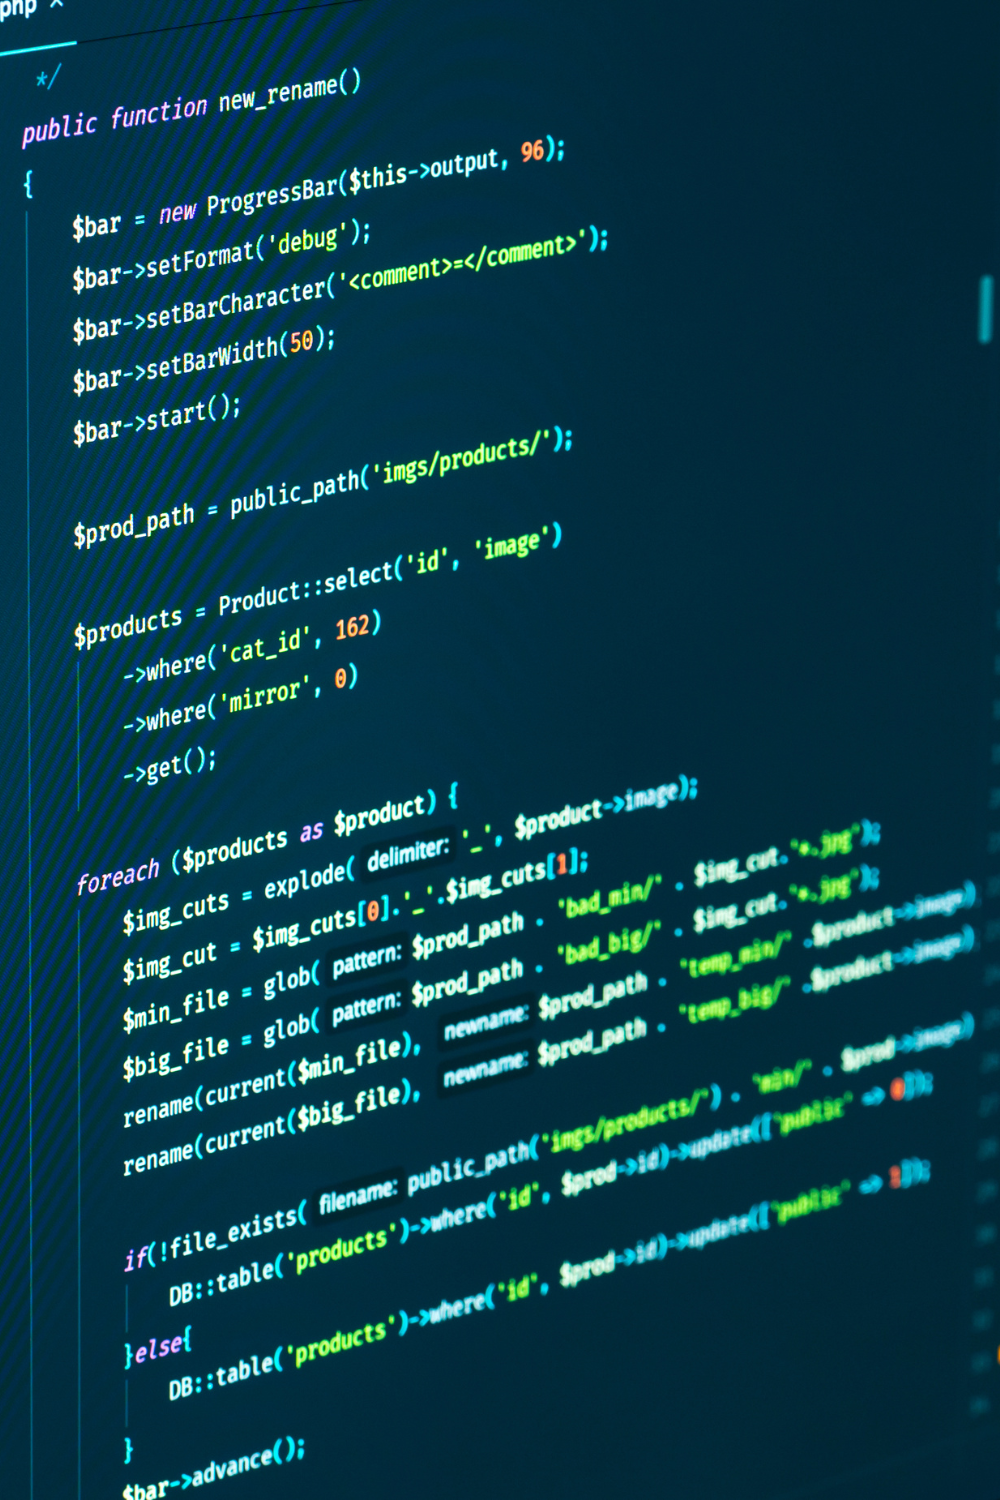 php ×
*/
public function new_rename()
{
$bar = new ProgressBar($this->output, 96);
$bar->setFormat('debug');
$bar->setBarCharacter('<comment>=</comment>');
$bar->setBarWidth(50);
$bar->start();
$prod_path = public_path('imgs/products/');
$products = Product::select('id', 'image')
->where('cat_id', 162)
->where('mirror', 0)
->get();
foreach ($products as $product) {
$img_cuts = explode( delimiter: '_', $product->image);
$img_cut = $img_cuts[0].'_'.$img_cuts[1];
$min_file = glob( pattern: $prod_path . 'bad_min/' . $img_cut.'*.jpg');
$big_file = glob( pattern: $prod_path . 'bad_big/' . $img_cut.'*.jpg');
rename(current($min_file), newname: $prod_path . 'temp_min/' .$product->image)
rename(current($big_file), newname: $prod_path . 'temp_big/' .$product->image)
if(!file_exists( filename: public_path('imgs/products/') . 'min/' . $prod->image)
DB::table('products')->where('id', $prod->id)->update(['public' => 0]);
}else{
DB::table('products')->where('id', $prod->id)->update(['public' => 1]);
}
$bar->advance();